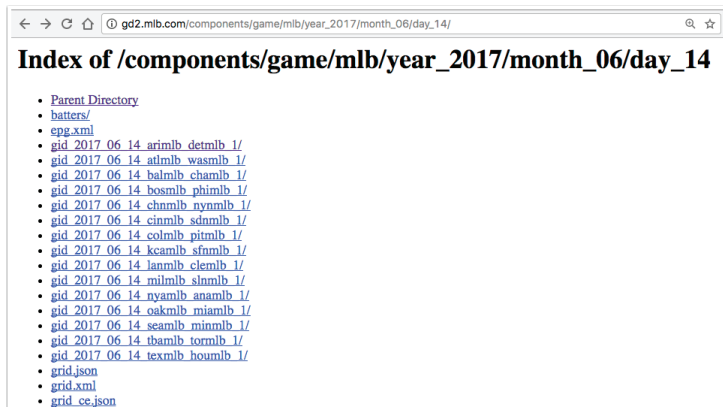 gd2.mlb.com/components/game/mlb/year_2017/month_06/day_14/
Index of /components/game/mlb/year_2017/month_06/day_14
Parent Directory
batters/
epg.xml
gid_2017_06_14_arimlb_detmlb_1/
gid_2017_06_14_atlmlb_wasmlb_1/
gid_2017_06_14_balmlb_chamlb_1/
gid_2017_06_14_bosmlb_phimlb_1/
gid_2017_06_14_chnmlb_nynmlb_1/
gid_2017_06_14_cinmlb_sdnmlb_1/
gid_2017_06_14_colmlb_pitmlb_1/
gid_2017_06_14_kcamlb_sfnmlb_1/
gid_2017_06_14_lanmlb_clemlb_1/
gid_2017_06_14_milmlb_slnmlb_1/
gid_2017_06_14_nyamlb_anamlb_1/
gid_2017_06_14_oakmlb_miamlb_1/
gid_2017_06_14_seamlb_minmlb_1/
gid_2017_06_14_tbamlb_tormlb_1/
gid_2017_06_14_texmlb_houmlb_1/
grid.json
grid.xml
grid_ce.json